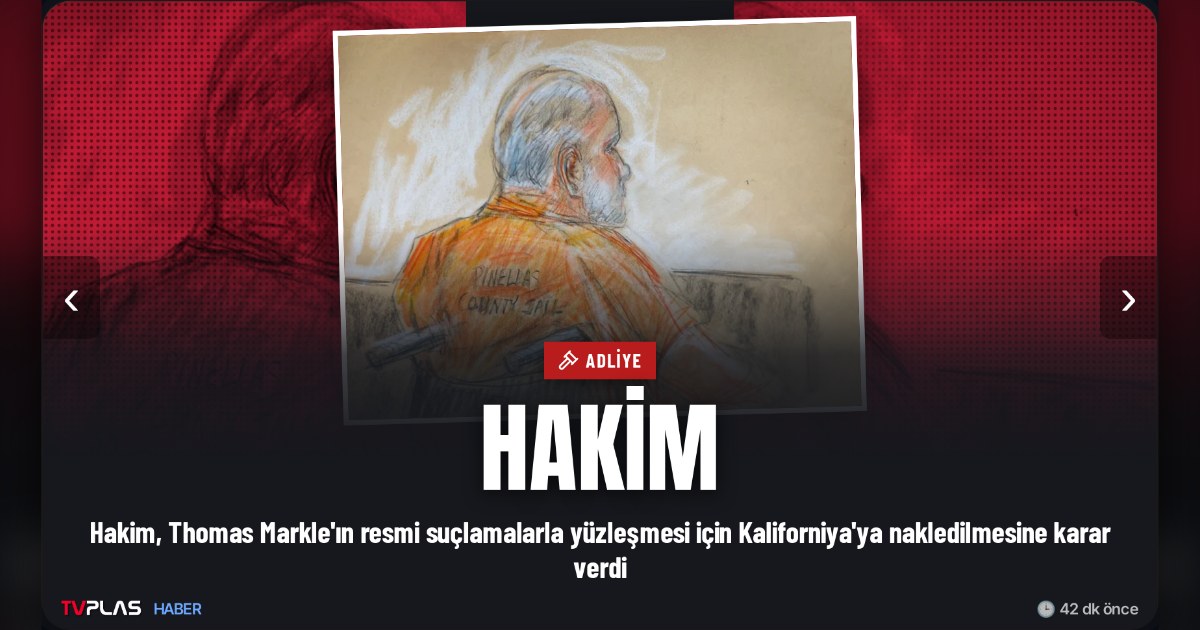 PINELLAS
COUNTY JAIL
ADLİYE
HAKİM
Hakim, Thomas Markle'ın resmi suçlamalarla yüzleşmesi için Kaliforniya'ya nakledilmesine karar
verdi
TVPLAS HABER
42 dk önce